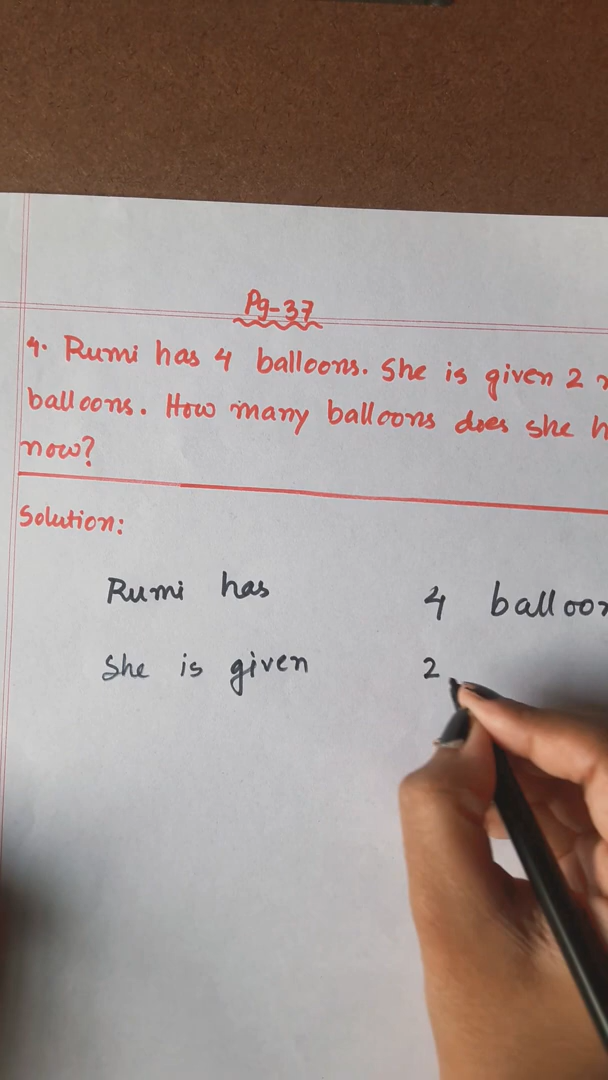 Pg-37
4. Rumi has 4 balloons. She is given 2
balloons. How many balloons does she
now?
Solution:
Rumi has 4 balloon
She is given 2